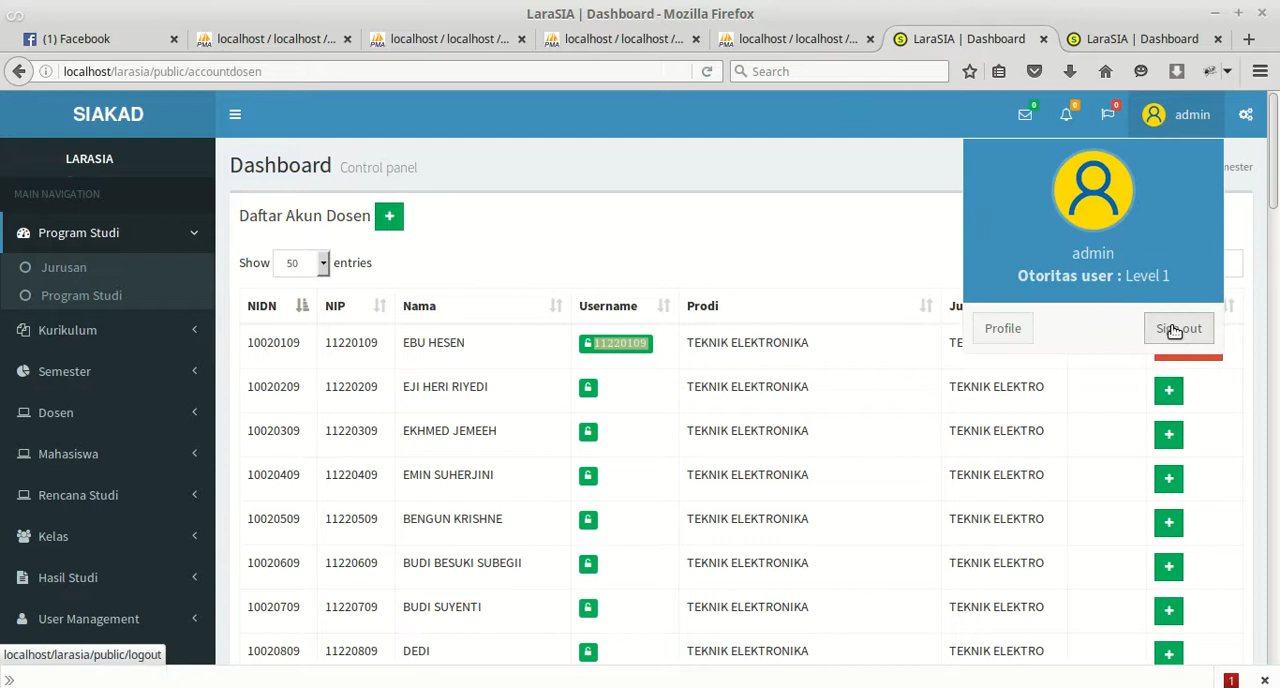 LaraSIA | Dashboard - Mozilla Firefox
(1) Facebook
localhost / localhost /...
localhost / localhost /...
localhost / localhost /...
localhost / localhost /...
LaraSIA | Dashboard
LaraSIA | Dashboard
localhost/larasia/public/accountdosen
Search
SIAKAD
0
0
0
admin
LARASIA
Dashboard Control panel
MAIN NAVIGATION
Program Studi
Jurusan
Program Studi
Kurikulum
Semester
Dosen
Mahasiswa
Rencana Studi
Kelas
Hasil Studi
User Management
admin
Otoritas user : Level 1
Profile
Daftar Akun Dosen
Show 50 entries
NIDN NIP Nama Username Prodi
10020109 11220109 EBU HESEN 11220109 TEKNIK ELEKTRONIKA
10020209 11220209 EJI HERI RIYEDI TEKNIK ELEKTRONIKA TEKNIK ELEKTRO
10020309 11220309 EKHMED JEMEEH TEKNIK ELEKTRONIKA TEKNIK ELEKTRO
10020409 11220409 EMIN SUHERJINI TEKNIK ELEKTRONIKA TEKNIK ELEKTRO
10020509 11220509 BENGUN KRISHNE TEKNIK ELEKTRONIKA TEKNIK ELEKTRO
10020609 11220609 BUDI BESUKI SUBEGII TEKNIK ELEKTRONIKA TEKNIK ELEKTRO
10020709 11220709 BUDI SUYENTI TEKNIK ELEKTRONIKA TEKNIK ELEKTRO
10020809 11220809 DEDI TEKNIK ELEKTRONIKA TEKNIK ELEKTRO
localhost/larasia/public/logout
1